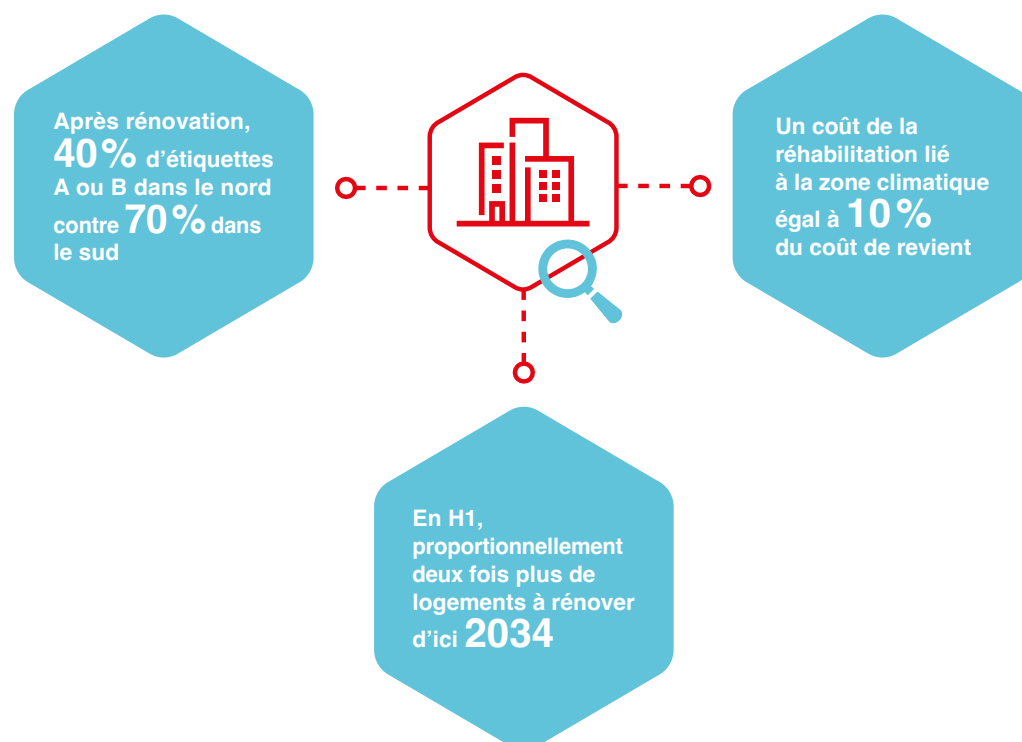 Après rénovation,
40 % d'étiquettes
A ou B dans le nord
contre 70 % dans
le sud
Un coût de la
réhabilitation lié
à la zone climatique
égal à 10 %
du coût de revient
En H1,
proportionnellement
deux fois plus de
logements à rénover
d'ici 2034